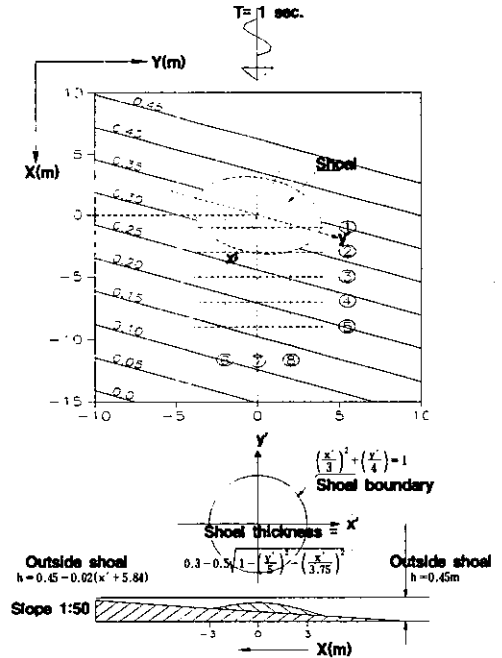 T= 1 sec.
Y(m)
X(m)
10
5
0
-5
-10
-15
-10
-5
0
5
10
0.45
0.40
0.35
0.30
0.25
0.20
0.15
0.10
0.05
0.0
Shoal
y'
x'
①
②
③
④
⑤
⑥
⑦
⑧
y'
(x'/3)² + (y'/4)² = 1
Shoal boundary
Shoal thickness =
x'
0.3 - 0.5√(1 - (y'/5)² - (x'/3.75)²)
Outside shoal
h = 0.45 - 0.02(x' + 5.84)
Outside shoal
h = 0.45m
Slope 1:50
-3
0
3
X(m)